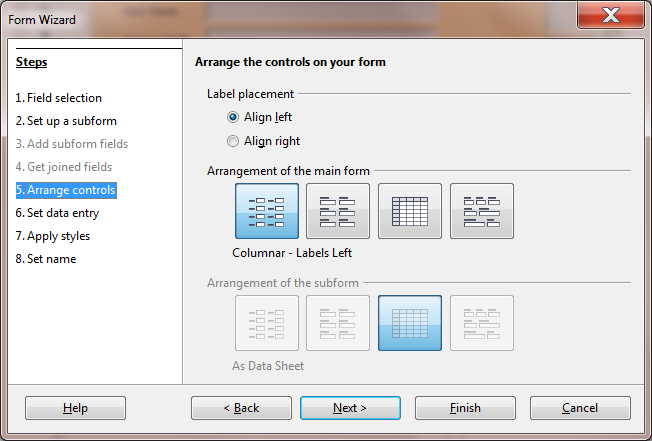 Form Wizard
Steps
1. Field selection
2. Set up a subform
3. Add subform fields
4. Get joined fields
5. Arrange controls
6. Set data entry
7. Apply styles
8. Set name
Arrange the controls on your form
Label placement
Align left
Align right
Arrangement of the main form
Columnar - Labels Left
Arrangement of the subform
As Data Sheet
Help
< Back
Next >
Finish
Cancel